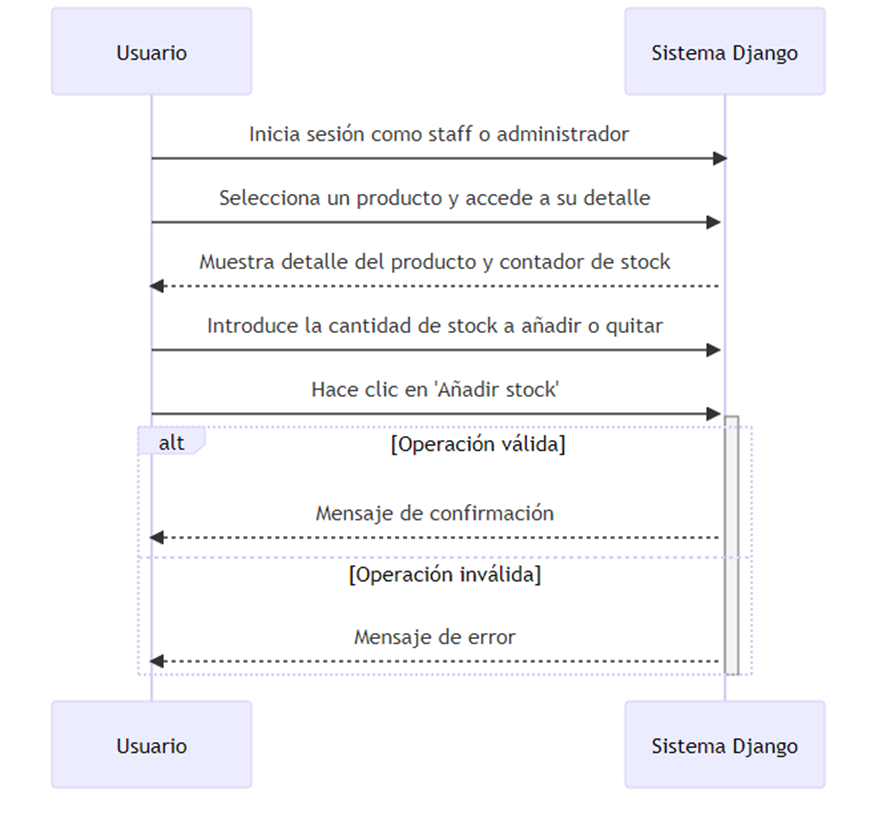 Usuario
Sistema Django
Inicia sesión como staff o administrador
Selecciona un producto y accede a su detalle
Muestra detalle del producto y contador de stock
Introduce la cantidad de stock a añadir o quitar
Hace clic en 'Añadir stock'
alt
[Operación válida]
Mensaje de confirmación
[Operación inválida]
Mensaje de error
Usuario
Sistema Django